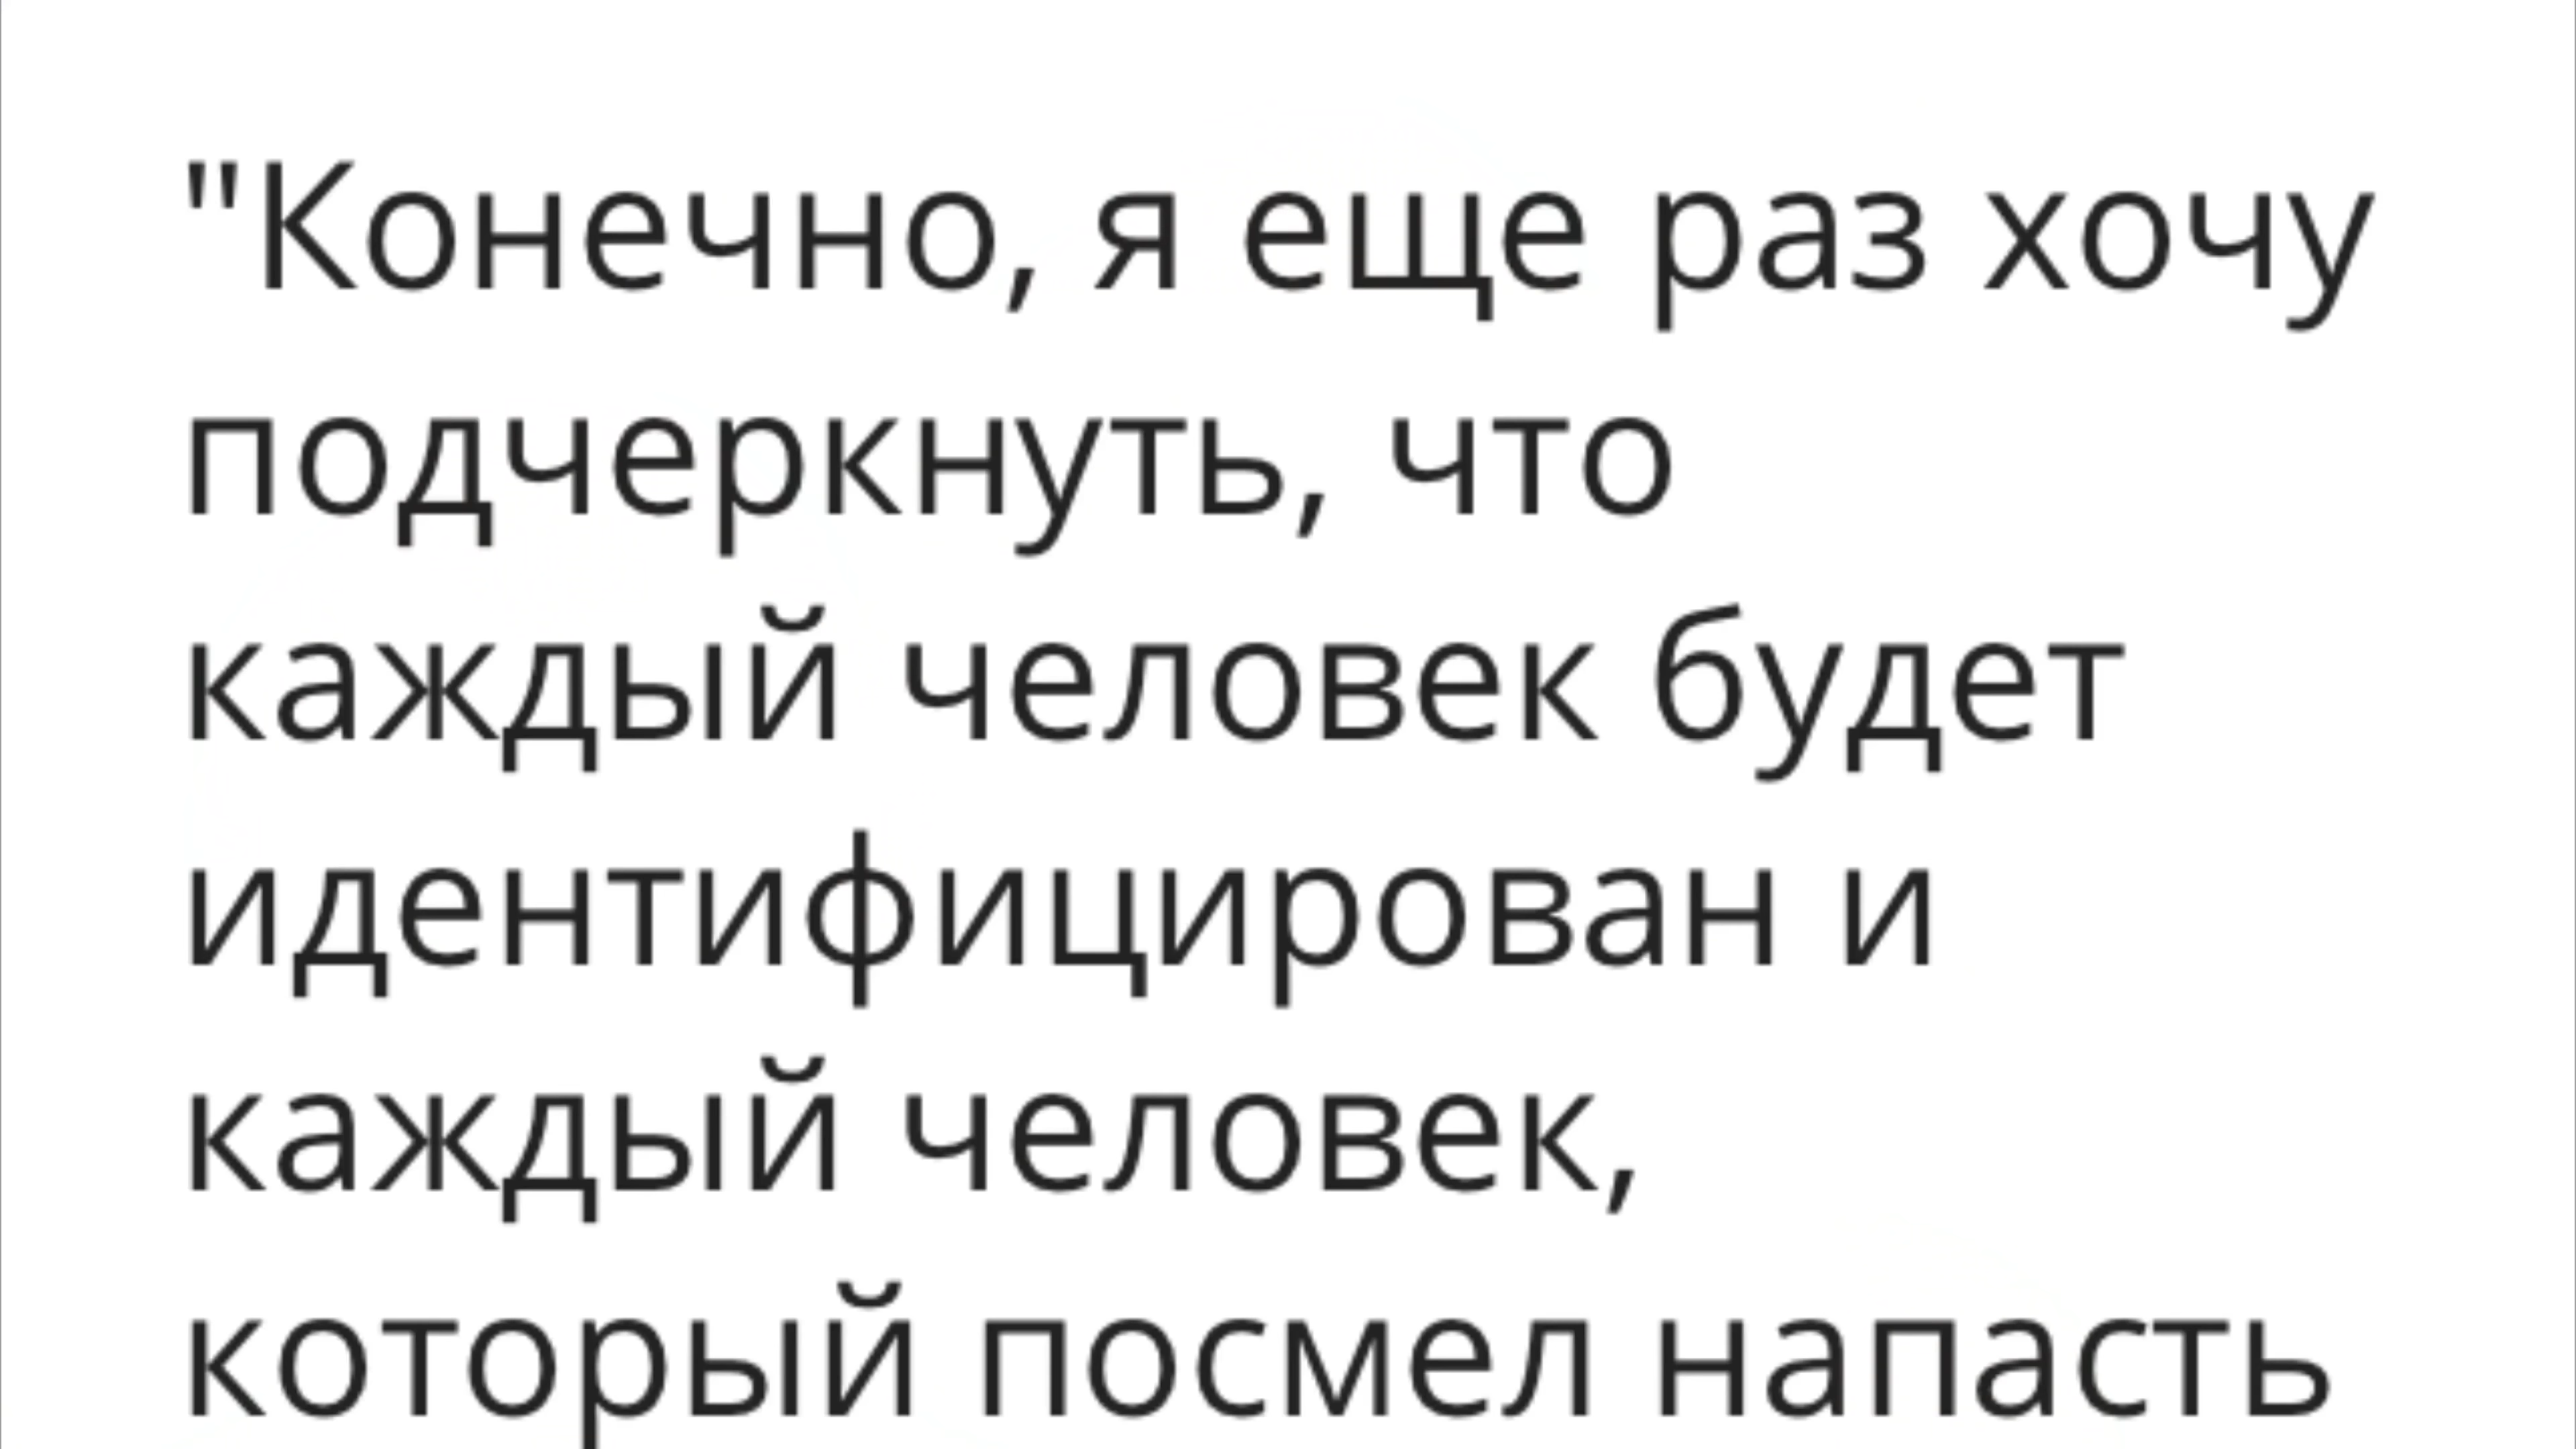 "Конечно, я еще раз хочу
подчеркнуть, что
каждый человек будет
идентифицирован и
каждый человек,
который посмел напасть